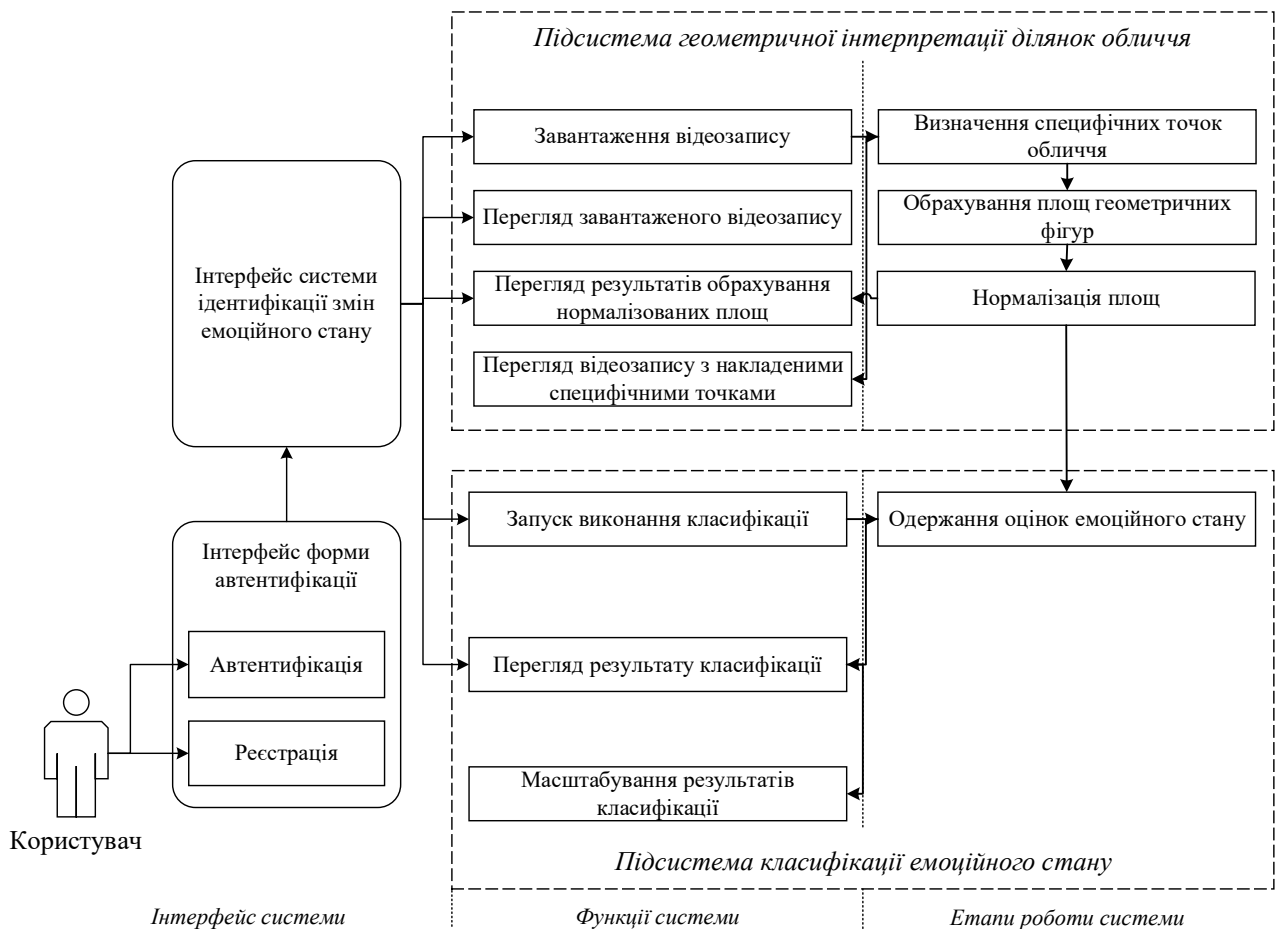 Підсистема геометричної інтерпретації ділянок обличчя
Завантаження відеозапису
Визначення специфічних точок
обличчя
Перегляд завантаженого відеозапису
Обрахування площ геометричних
фігур
Інтерфейс системи
ідентифікації змін
емоційного стану
Перегляд результатів обрахування
нормалізованих площ
Нормалізація площ
Перегляд відеозапису з накладеними
специфічними точками
Запуск виконання класифікації
Одержання оцінок емоційного стану
Інтерфейс форми
автентифікації
Автентифікація
Перегляд результату класифікації
Реєстрація
Масштабування результатів
класифікації
Користувач
Підсистема класифікації емоційного стану
Інтерфейс системи
Функції системи
Етапи роботи системи